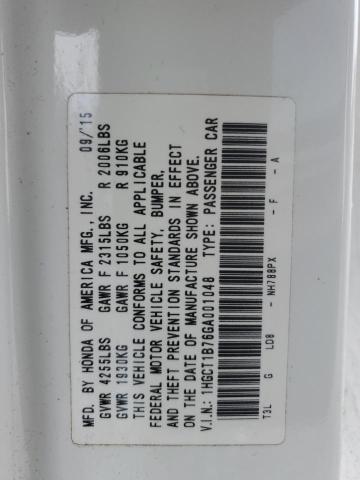 MFD. BY HONDA OF AMERICA MFG., INC. 09/'15
GVWR 4255LBS GAWR F 2315LBS R 2006LBS
GVWR 1930KG GAWR F 1050KG R 910KG
THIS VEHICLE CONFORMS TO ALL APPLICABLE
FEDERAL MOTOR VEHICLE SAFETY, BUMPER,
AND THEFT PREVENTION STANDARDS IN EFFECT
ON THE DATE OF MANUFACTURE SHOWN ABOVE.
V.I.N.: 1HGCT1B76GA001048 TYPE: PASSENGER CAR
T3L G LD8 - NH788PX - F - A